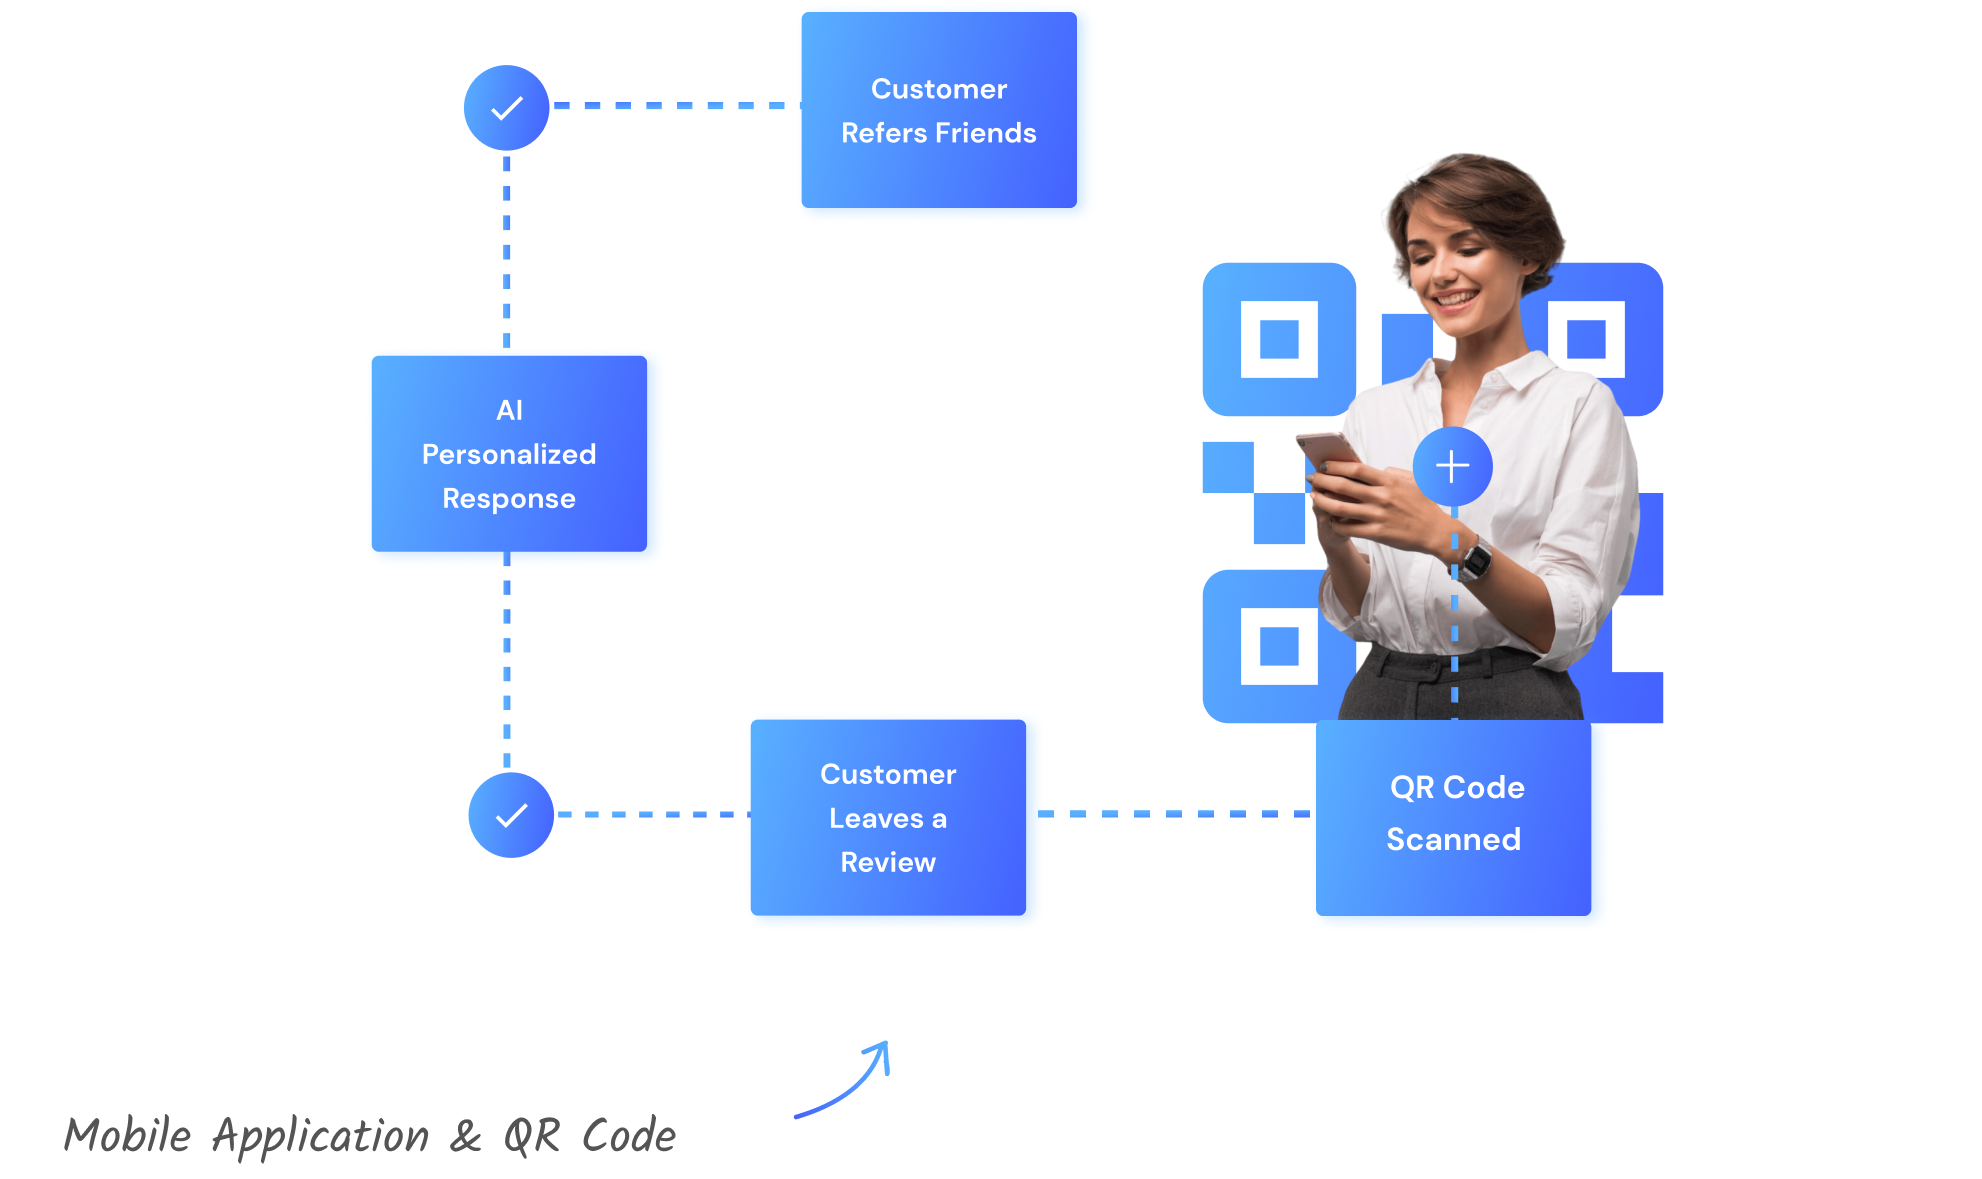 Customer
Refers Friends
AI
Personalized
Response
Customer
Leaves a
Review
QR Code
Scanned
Mobile Application & QR Code